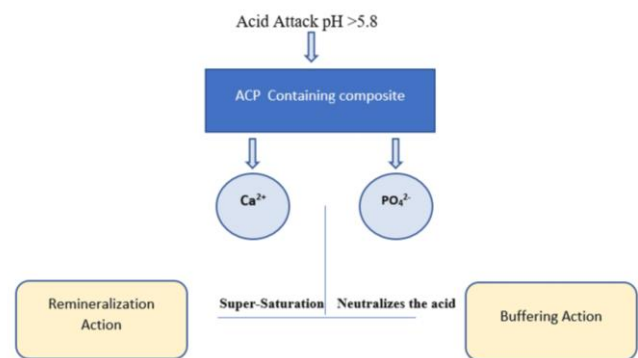 Acid Attack pH >5.8
ACP Containing composite
Ca²⁺
PO₄²⁻
Super-Saturation
Neutralizes the acid
Remineralization
Action
Buffering Action